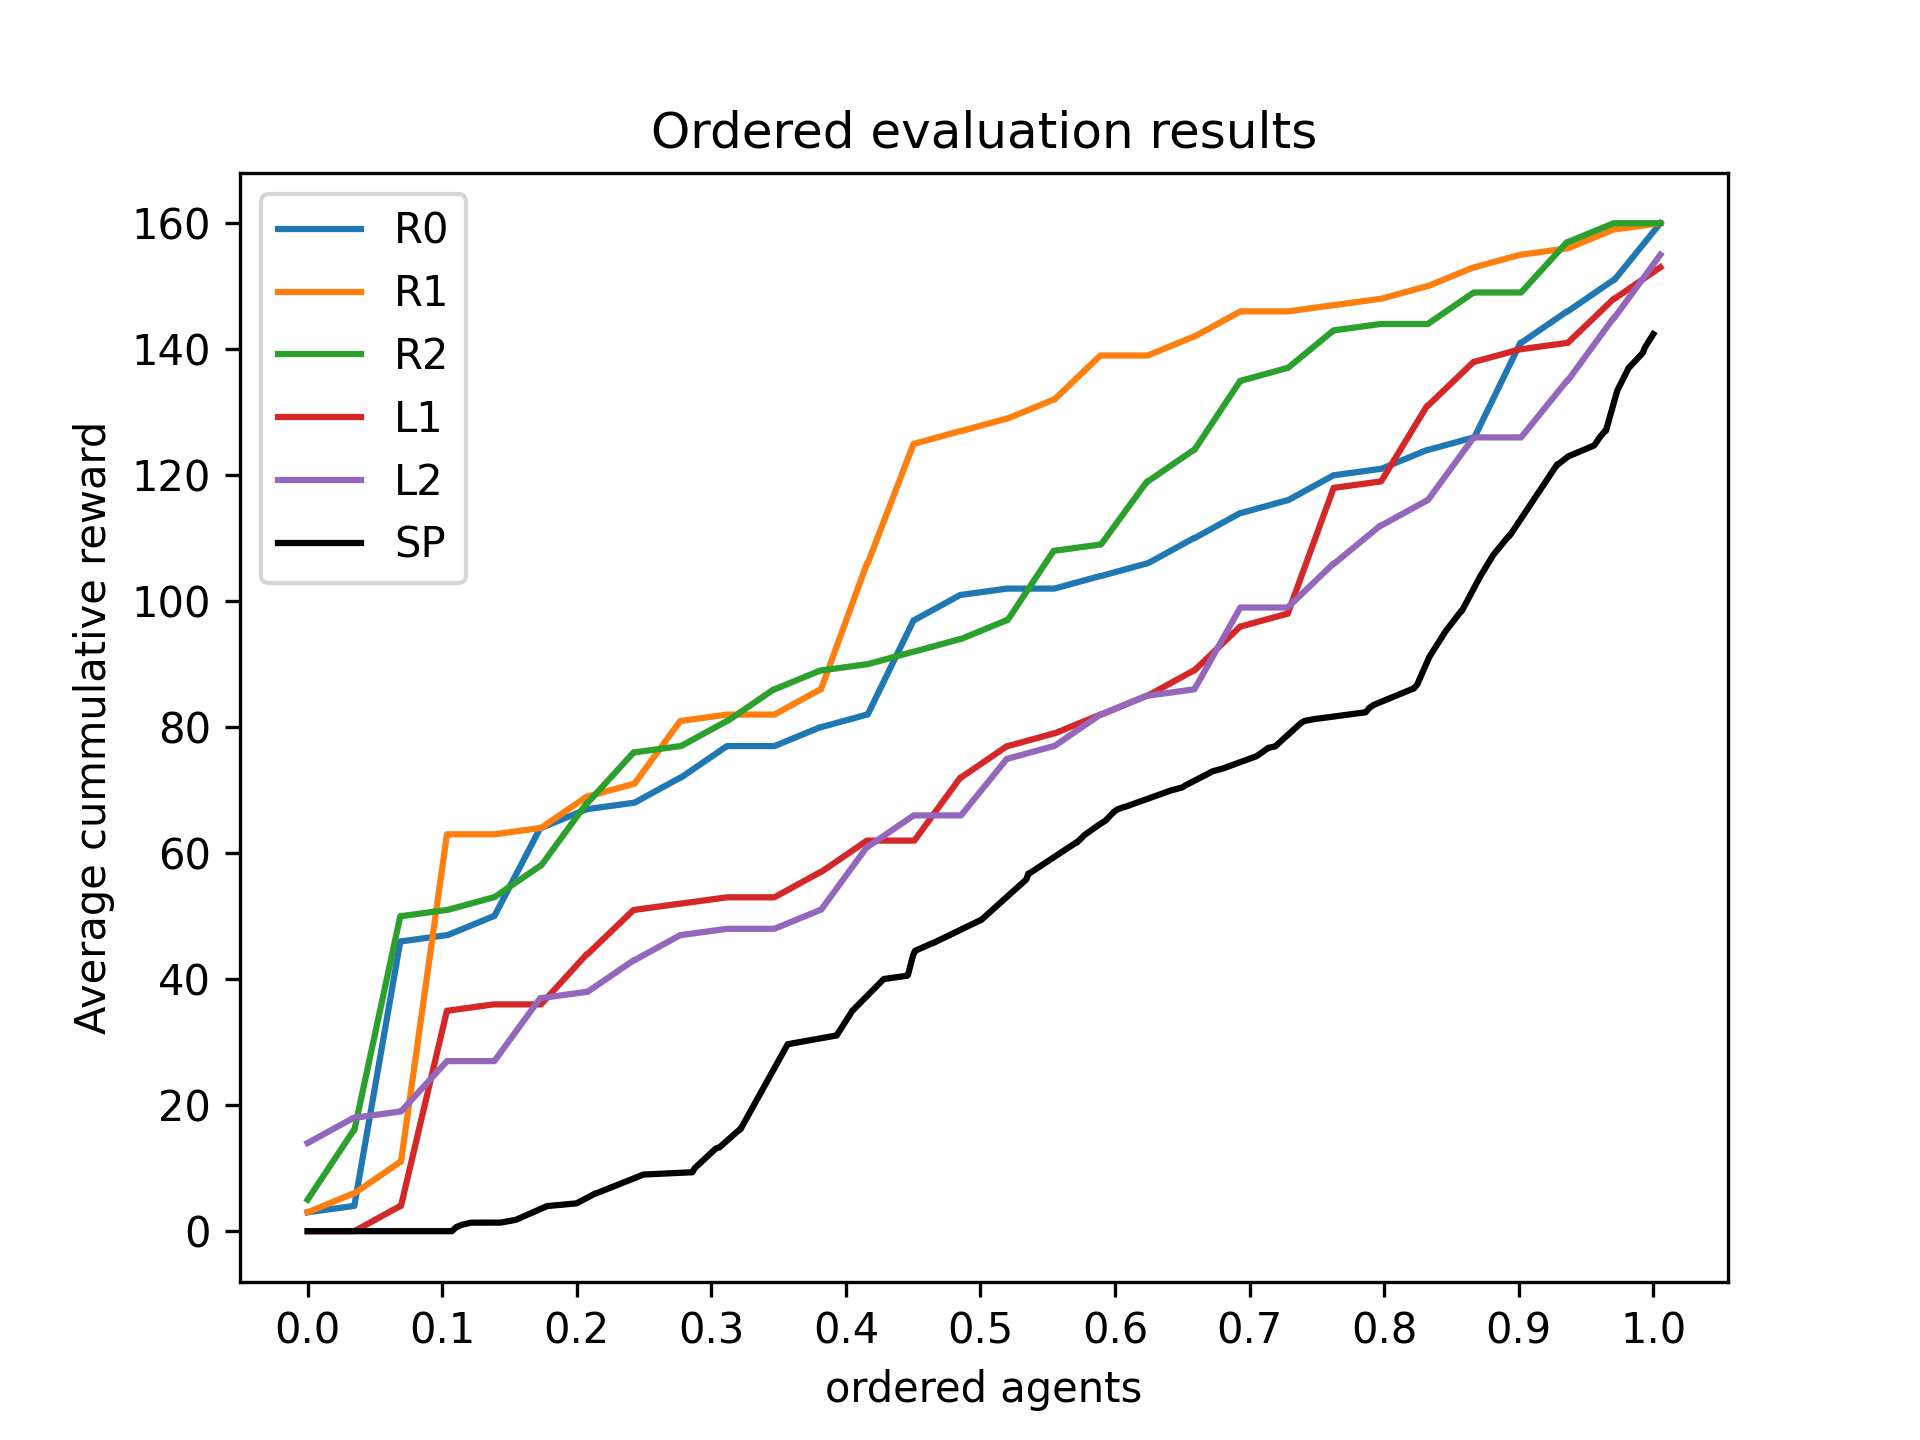 Ordered evaluation results
R0
R1
R2
L1
L2
SP
160
140
120
100
80
60
40
20
0
Average cummulative reward
0.0 0.1 0.2 0.3 0.4 0.5 0.6 0.7 0.8 0.9 1.0
ordered agents